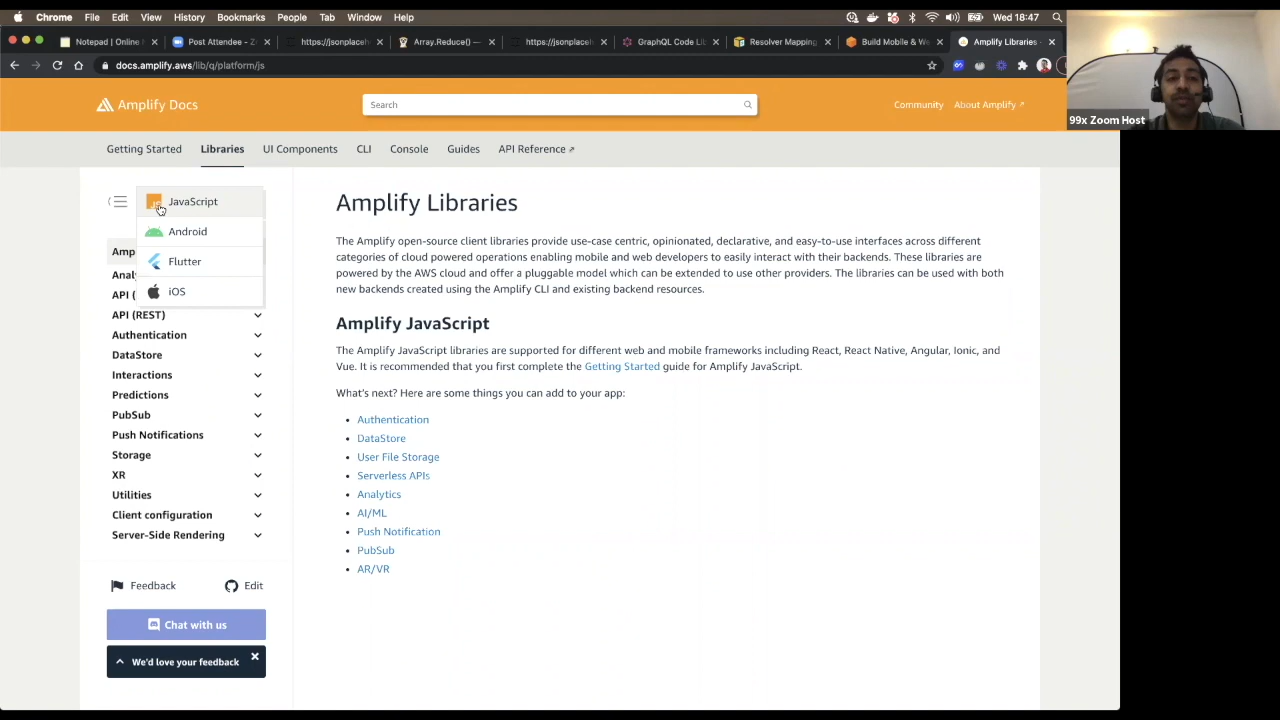 Chrome File Edit View History Bookmarks People Tab Window Help Wed 18:47
Notepad | Online Post Attendee - Z https://jsonplaceh Array.Reduce() — https://jsonplaceh GraphQL Code Lib Resolver Mapping Build Mobile & We Amplify Libraries -
docs.amplify.aws/lib/q/platform/js
Amplify Docs
Search
Community
About Amplify
99x Zoom Host
Getting Started Libraries UI Components CLI Console Guides API Reference
JavaScript
Android
Flutter
iOS
Amp
Anal
API (
API (REST)
Authentication
DataStore
Interactions
Predictions
PubSub
Push Notifications
Storage
XR
Utilities
Client configuration
Server-Side Rendering
Feedback
Edit
Chat with us
We'd love your feedback
Amplify Libraries
The Amplify open-source client libraries provide use-case centric, opinionated, declarative, and easy-to-use interfaces across different
categories of cloud powered operations enabling mobile and web developers to easily interact with their backends. These libraries are
powered by the AWS cloud and offer a pluggable model which can be extended to use other providers. The libraries can be used with both
new backends created using the Amplify CLI and existing backend resources.
Amplify JavaScript
The Amplify JavaScript libraries are supported for different web and mobile frameworks including React, React Native, Angular, Ionic, and
Vue. It is recommended that you first complete the Getting Started guide for Amplify JavaScript.
What's next? Here are some things you can add to your app:
Authentication
DataStore
User File Storage
Serverless APIs
Analytics
AI/ML
Push Notification
PubSub
AR/VR